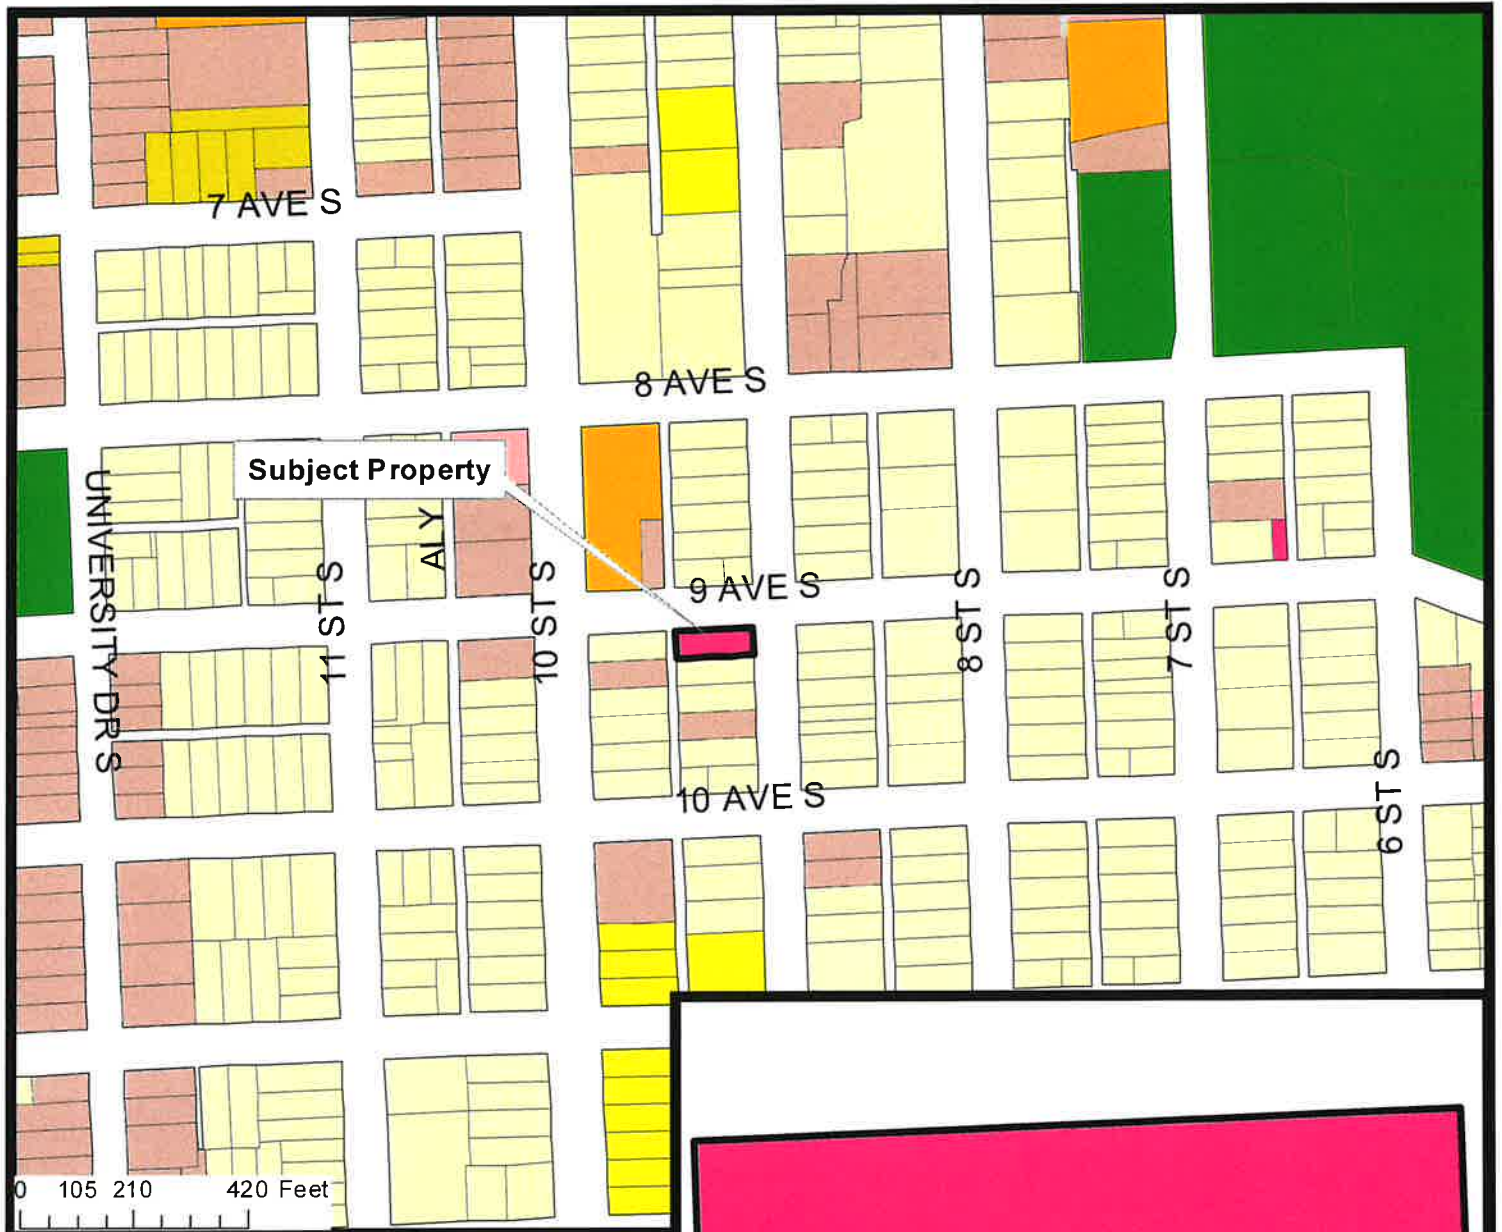 7 AVE S
8 AVE S
Subject Property
UNIVERSITY DR S
ALY
11 ST S
10 ST S
9 AVE S
8 ST S
7 ST S
10 AVE S
6 ST S
0 105 210 420 Feet